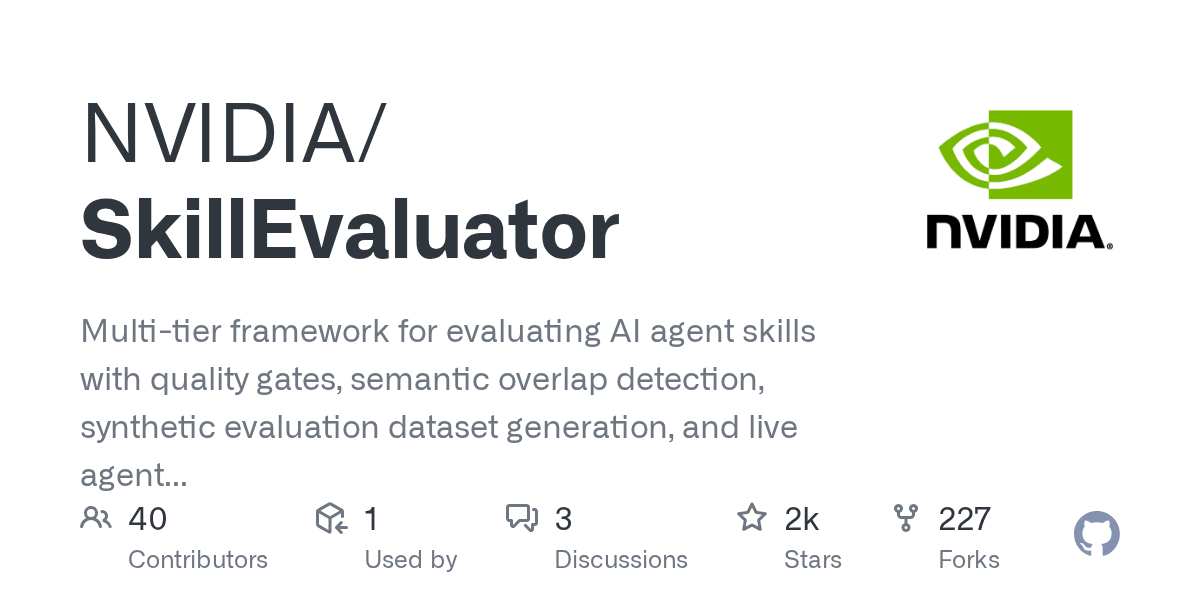 NVIDIA/
SkillEvaluator
NVIDIA®
Multi-tier framework for evaluating AI agent skills
with quality gates, semantic overlap detection,
synthetic evaluation dataset generation, and live
agent...
40
Contributors
1
Used by
3
Discussions
2k
Stars
227
Forks